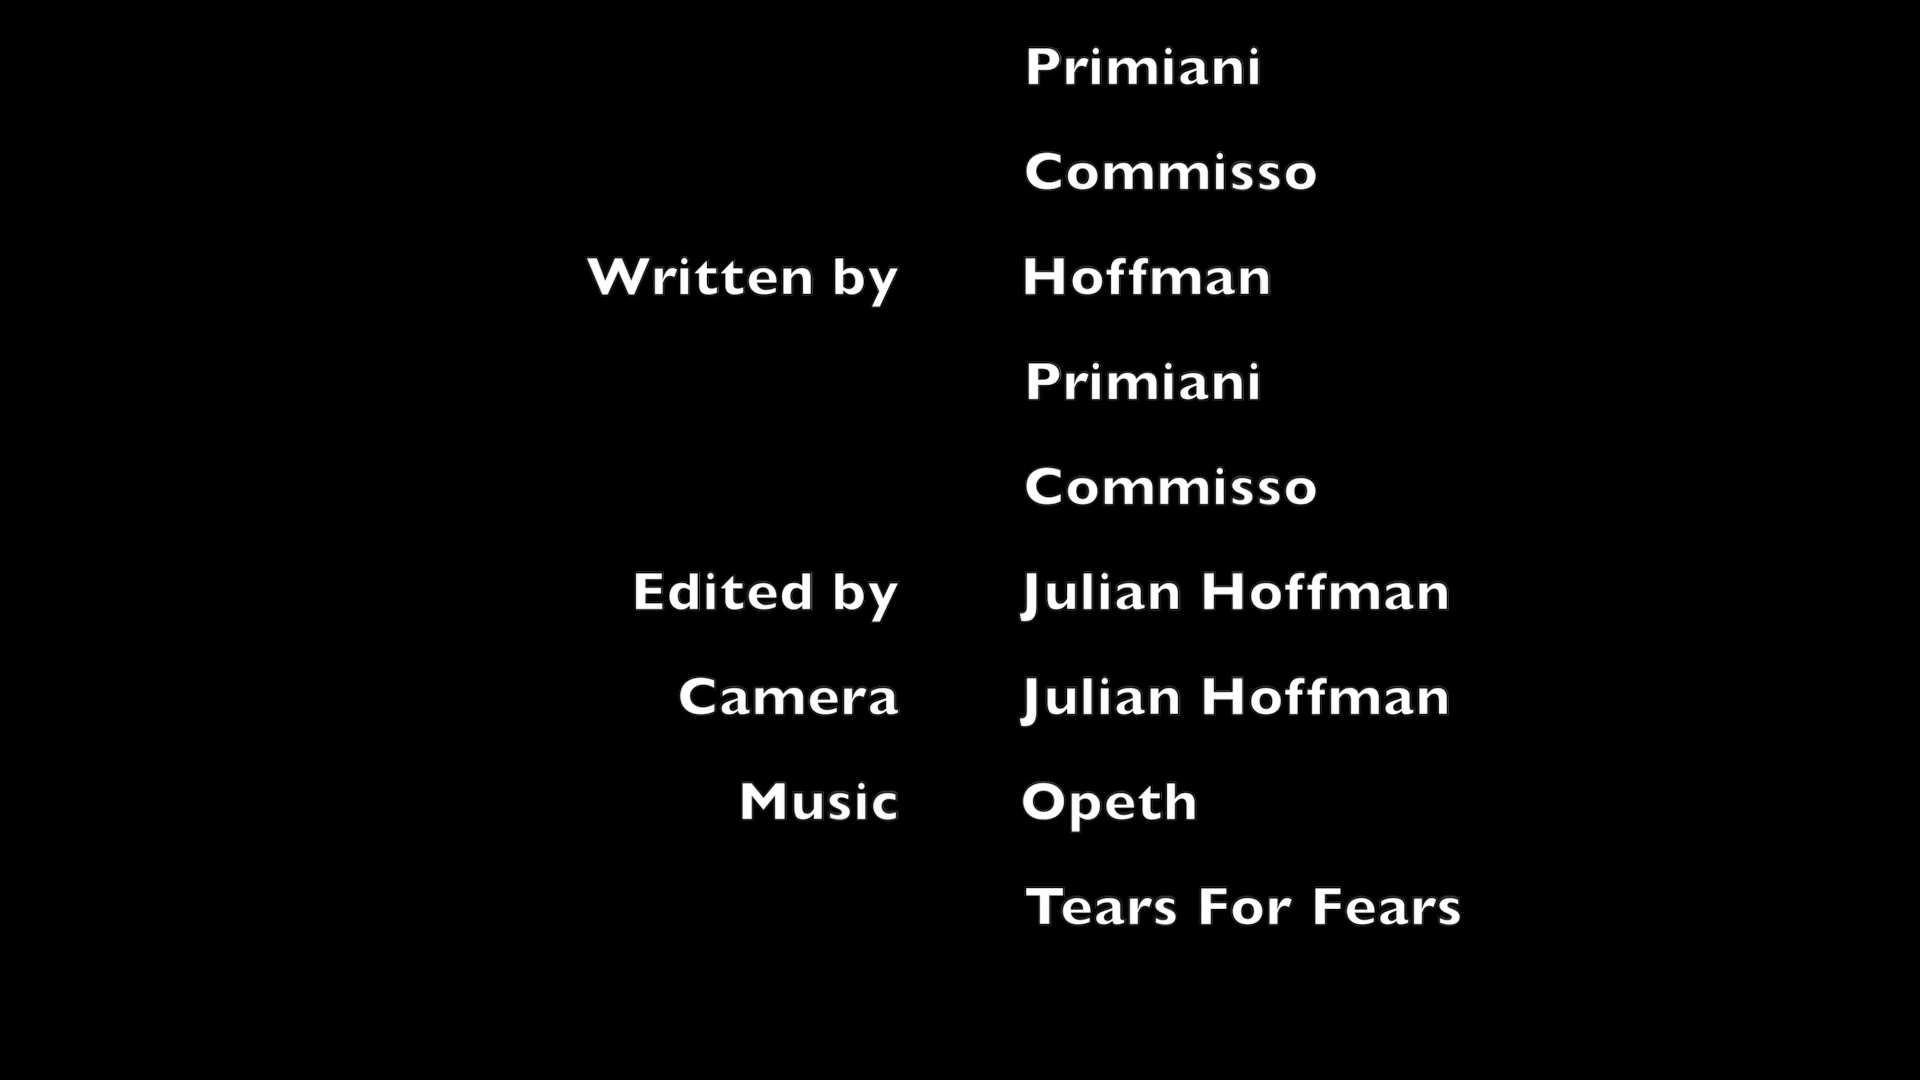 Primiani
Commisso
Written by Hoffman
Primiani
Commisso
Edited by Julian Hoffman
Camera Julian Hoffman
Music Opeth
Tears For Fears